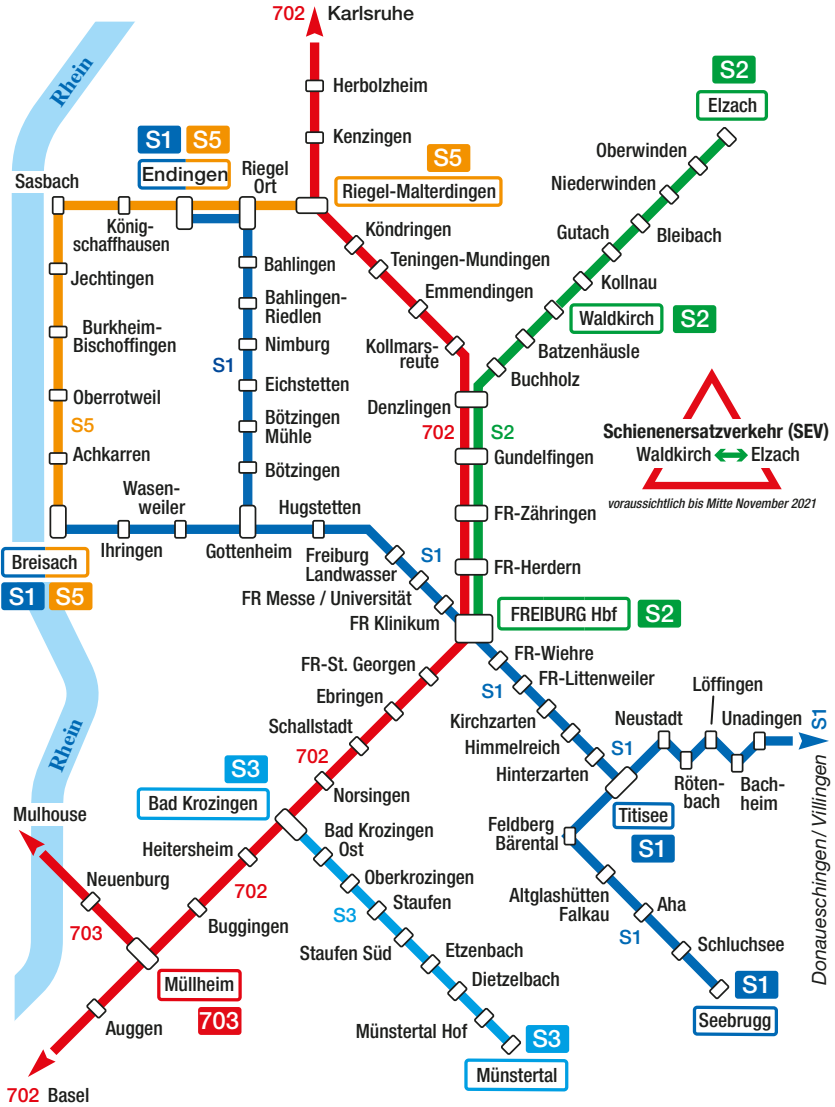 702 Karlsruhe
Rhein
Herbolzheim
Kenzingen
S2
Elzach
S1 S5
Endingen
Riegel
Ort
S5
Riegel-Malterdingen
Sasbach
König-
schaffhausen
Jechtingen
Burkheim-
Bischoffingen
Oberrotweil
S5
Achkarren
Bahlingen
Bahlingen-
Riedlen
Nimburg
S1
Eichstetten
Bötzingen
Mühle
Bötzingen
Köndringen
Teningen-Mundingen
Emmendingen
Kollmars-
reute
Oberwinden
Niederwinden
Bleibach
Gutach
Kollnau
Waldkirch
S2
Batzenhäusle
Buchholz
Denzlingen
702
S2
Gundelfingen
FR-Zähringen
FR-Herdern
Schienenersatzverkehr (SEV)
Waldkirch Elzach
voraussichtlich bis Mitte November 2021
Breisach
S1 S5
Ihringen
Wasen-
weiler
Gottenheim
Hugstetten
Freiburg
Landwasser
S1
FR Messe / Universität
FR Klinikum
FREIBURG Hbf
S2
FR-St. Georgen
Ebringen
Schallstadt
702
Norsingen
S3
Bad Krozingen
FR-Wiehre
S1
FR-Littenweiler
Kirchzarten
Himmelreich
Hinterzarten
S1
Neustadt
Löffingen
Unadingen
S1
Röten-
bach
Bach-
heim
Donaueschingen / Villingen
Titisee
S1
Feldberg
Bärental
Altglashütten
Falkau
Aha
S1
Schluchsee
S1
Seebrugg
Rhein
Mulhouse
Neuenburg
703
Heitersheim
702
Buggingen
Müllheim
703
Auggen
702 Basel
Bad Krozingen
Ost
Oberkrozingen
S3
Staufen
Staufen Süd
Etzenbach
Dietzelbach
Münstertal Hof
S3
Münstertal